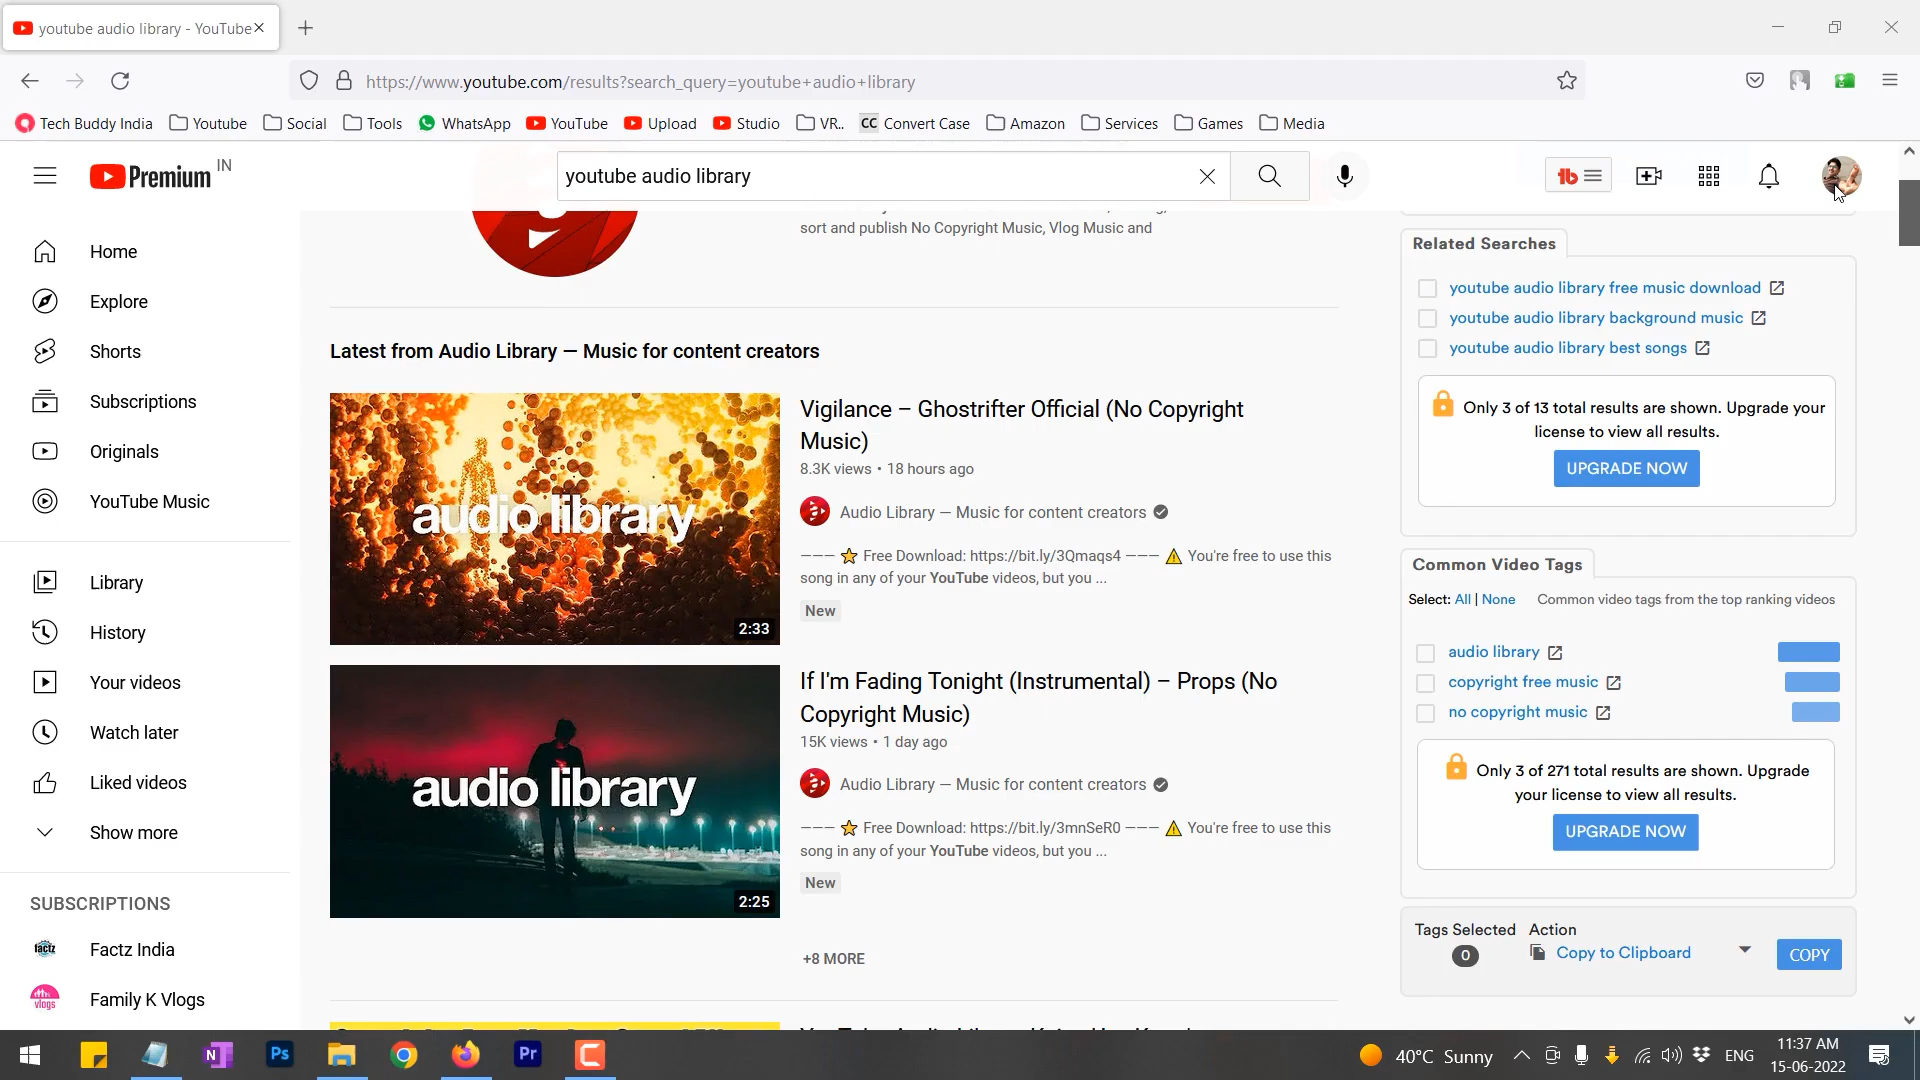 youtube audio library - YouTube
https://www.youtube.com/results?search_query=youtube+audio+library
Tech Buddy India
Youtube
Social
Tools
WhatsApp
YouTube
Upload
Studio
VR..
CC Convert Case
Amazon
Services
Games
Media
Premium IN
youtube audio library
tb
Home
Explore
Shorts
Subscriptions
Originals
YouTube Music
Library
History
Your videos
Watch later
Liked videos
Show more
SUBSCRIPTIONS
Factz India
Family K Vlogs
sort and publish No Copyright Music, Vlog Music and
Latest from Audio Library — Music for content creators
audio library
2:33
Vigilance – Ghostrifter Official (No Copyright
Music)
8.3K views • 18 hours ago
Audio Library — Music for content creators
––– ⭐ Free Download: https://bit.ly/3Qmaqs4 ––– ⚠ You're free to use this
song in any of your YouTube videos, but you ...
New
audio library
2:25
If I'm Fading Tonight (Instrumental) – Props (No
Copyright Music)
15K views • 1 day ago
Audio Library — Music for content creators
––– ⭐ Free Download: https://bit.ly/3mnSeR0 ––– ⚠ You're free to use this
song in any of your YouTube videos, but you ...
New
+8 MORE
Related Searches
youtube audio library free music download
youtube audio library background music
youtube audio library best songs
Only 3 of 13 total results are shown. Upgrade your
license to view all results.
UPGRADE NOW
Common Video Tags
Select: All | None Common video tags from the top ranking videos
audio library
copyright free music
no copyright music
Only 3 of 271 total results are shown. Upgrade
your license to view all results.
UPGRADE NOW
Tags Selected
0
Action
Copy to Clipboard
COPY
N
Ps
Pr
40°C Sunny
ENG
11:37 AM
15-06-2022